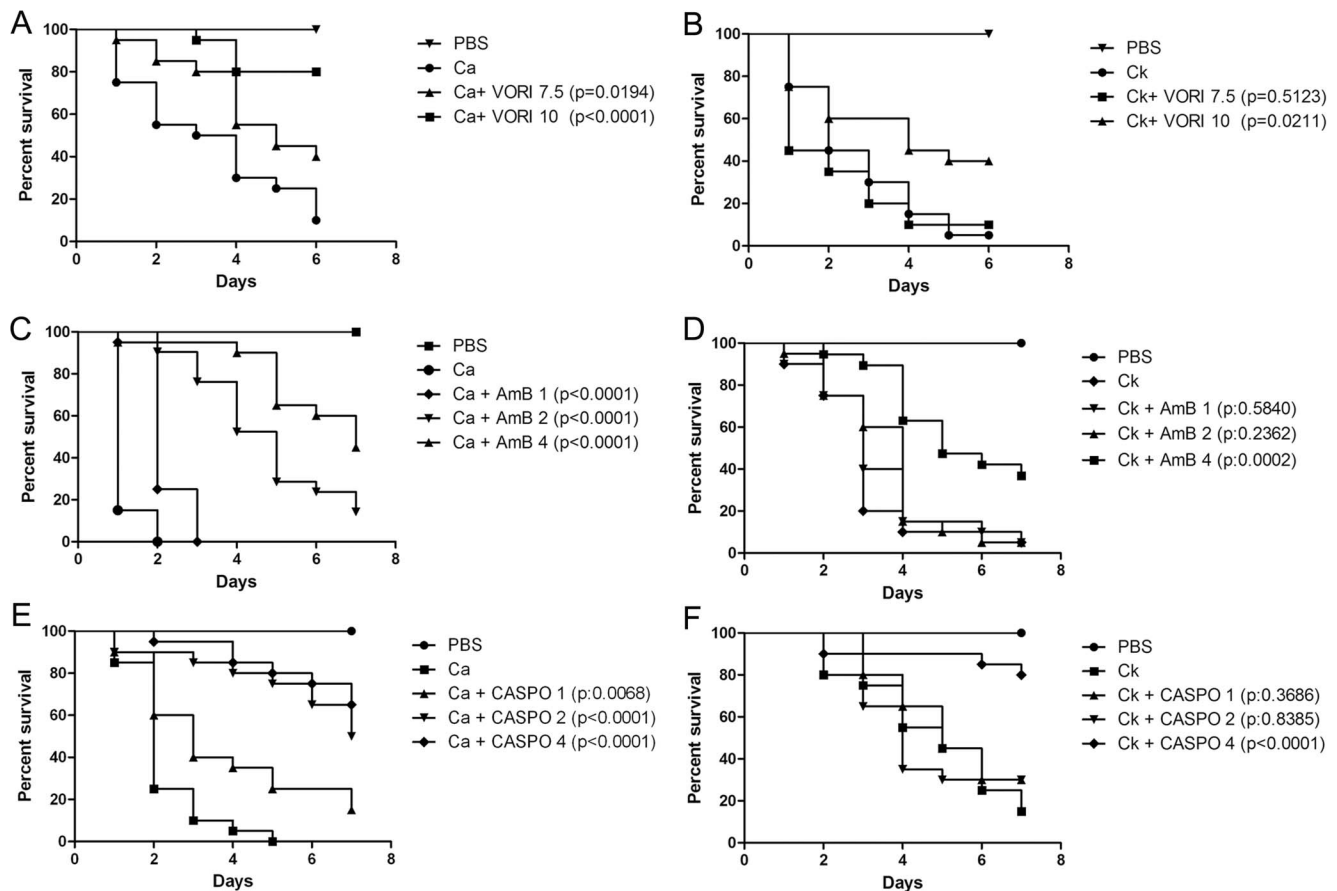 A
Percent survival
100
80
60
40
20
0
0
2
4
6
8
Days
PBS
Ca
Ca+ VORI 7.5 (p=0.0194)
Ca+ VORI 10 (p<0.0001)
B
Percent survival
100
75
50
25
0
0
2
4
6
8
Days
PBS
Ck
Ck+ VORI 7.5 (p=0.5123)
Ck+ VORI 10 (p=0.0211)
C
Percent survival
100
80
60
40
20
0
0
2
4
6
8
Days
PBS
Ca
Ca + AmB 1 (p<0.0001)
Ca + AmB 2 (p<0.0001)
Ca + AmB 4 (p<0.0001)
D
Percent survival
100
80
60
40
20
0
0
2
4
6
8
Days
PBS
Ck
Ck + AmB 1 (p:0.5840)
Ck + AmB 2 (p:0.2362)
Ck + AmB 4 (p:0.0002)
E
Percent survival
100
80
60
40
20
0
0
2
4
6
8
Days
PBS
Ca
Ca + CASPO 1 (p:0.0068)
Ca + CASPO 2 (p<0.0001)
Ca + CASPO 4 (p<0.0001)
F
Percent survival
100
80
60
40
20
0
0
2
4
6
8
Days
PBS
Ck
Ck + CASPO 1 (p:0.3686)
Ck + CASPO 2 (p:0.8385)
Ck + CASPO 4 (p<0.0001)